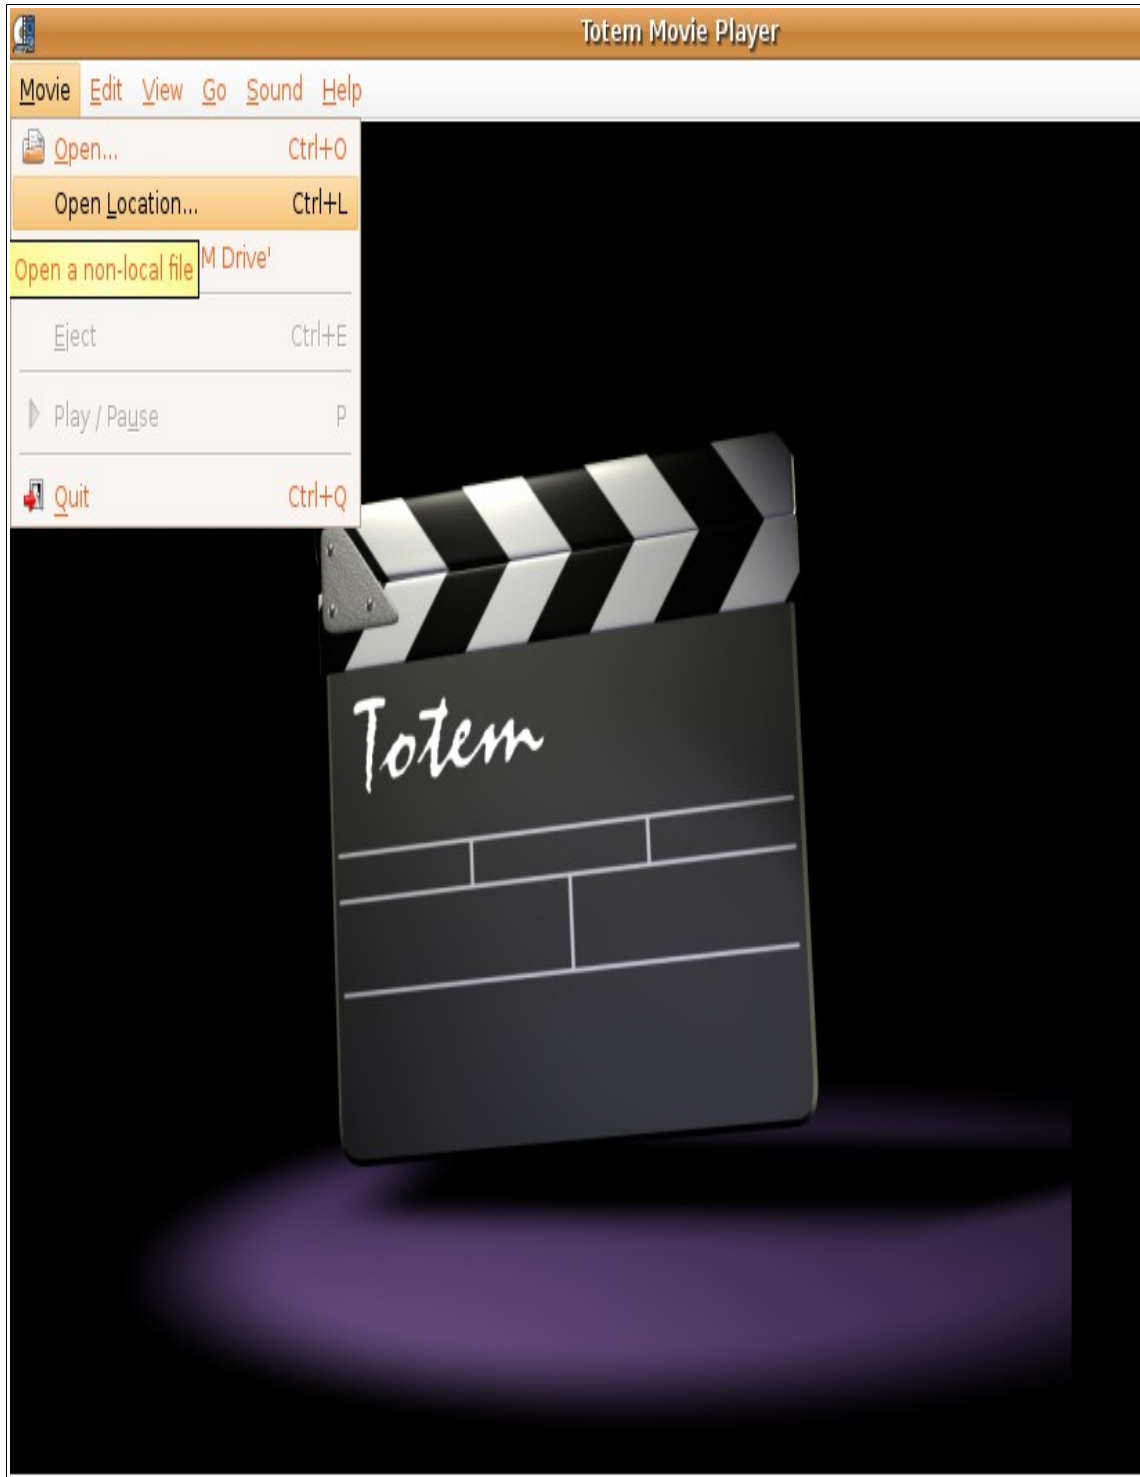 Totem Movie Player
Movie Edit View Go Sound Help
Open... Ctrl+O
Open Location... Ctrl+L
Open a non-local file M Drive'
Eject Ctrl+E
Play / Pause P
Quit Ctrl+Q
Totem